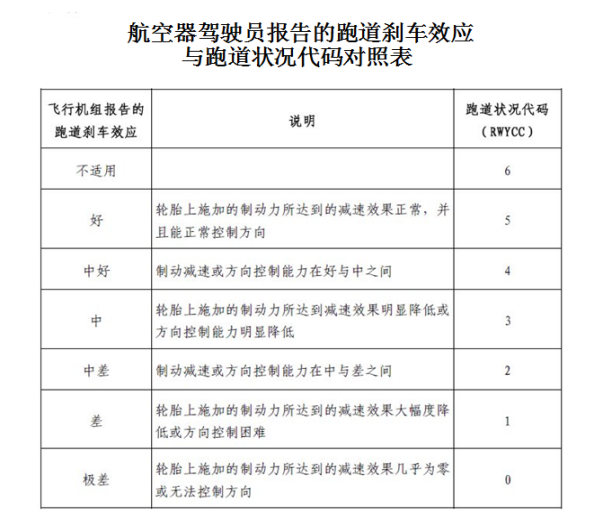 航空器驾驶员报告的跑道刹车效应
与跑道状况代码对照表
飞行机组报告的
跑道刹车效应
说明
跑道状况代码
（RWYCC）
不适用
6
好
轮胎上施加的制动力所达到的减速效果正常，并
且能正常控制方向
5
中好
制动减速或方向控制能力在好与中之间
4
中
轮胎上施加的制动力所达到减速效果明显降低或
方向控制能力明显降低
3
中差
制动减速或方向控制能力在中与差之间
2
差
轮胎上施加的制动力所达到的减速效果大幅度降
低或方向控制困难
1
极差
轮胎上施加的制动力所达到的减速效果几乎为零
或无法控制方向
0